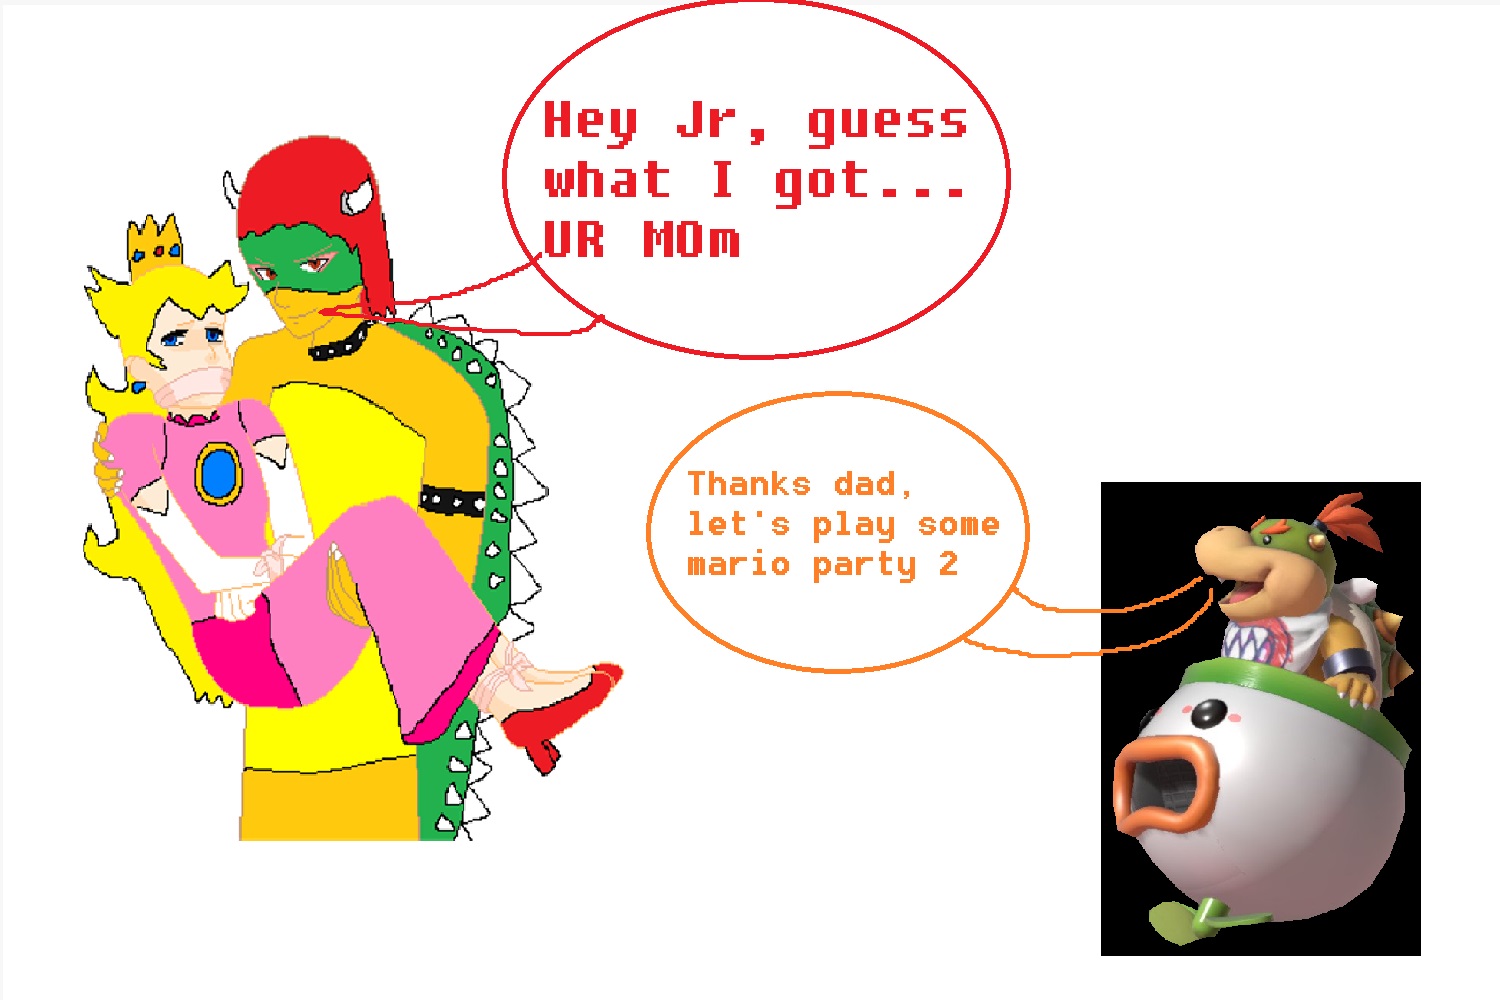 Hey Jr, guess
what I got...
UR MOm
Thanks dad,
let's play some
mario party 2